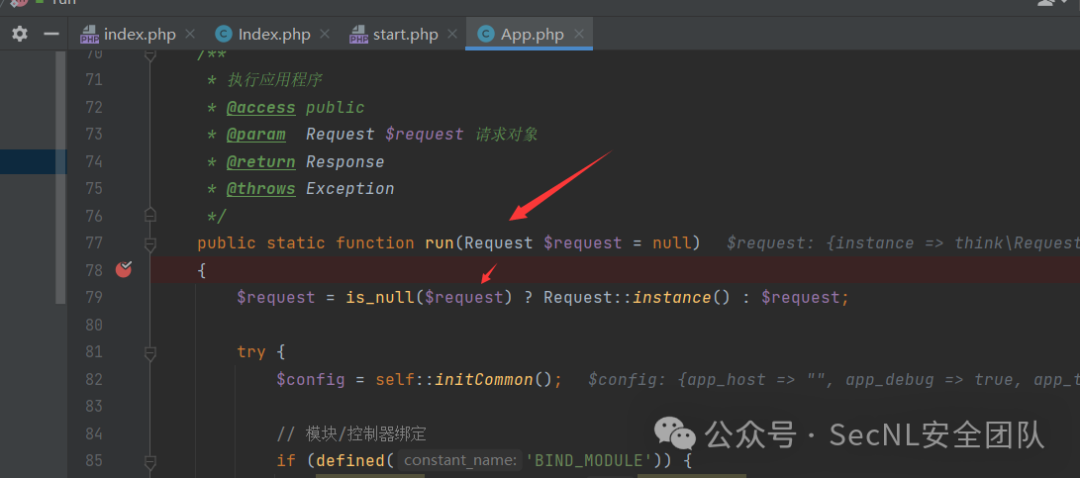 run
index.php Index.php start.php App.php
70 /**
71 * 执行应用程序
72 * @access public
73 * @param Request $request 请求对象
74 * @return Response
75 * @throws Exception
76 */
77 public static function run(Request $request = null) $request: {instance => think\Request
78 {
79 $request = is_null($request) ? Request::instance() : $request;
80
81 try {
82 $config = self::initCommon(); $config: {app_host => "", app_debug => true, app_t
83
84 // 模块/控制器绑定
85 if (defined( constant_name: 'BIND_MODULE')) {
公众号 · SecNL安全团队